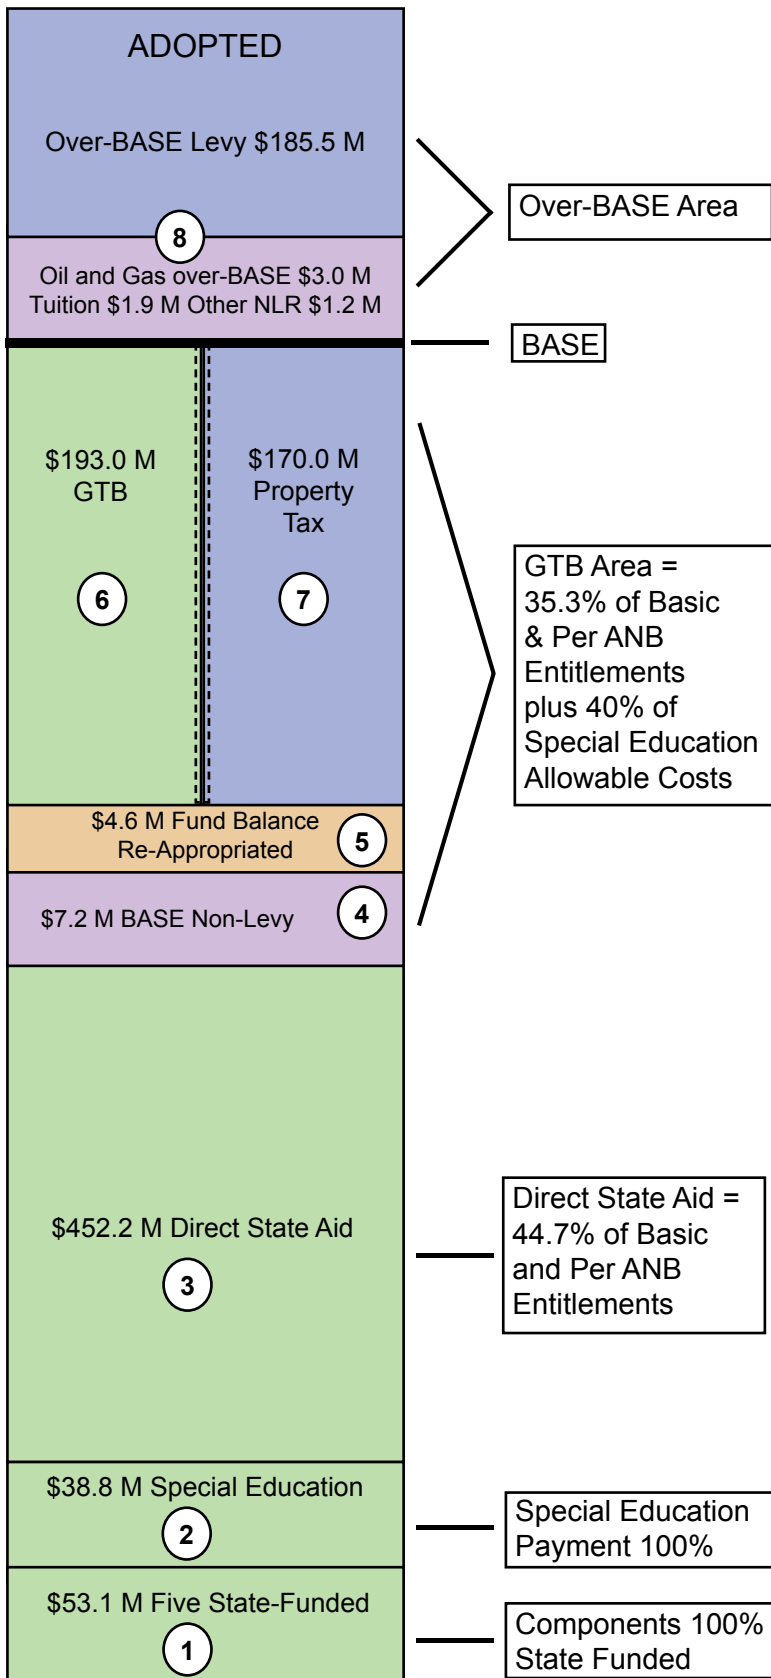 ADOPTED
Over-BASE Levy $185.5 M
8
Oil and Gas over-BASE $3.0 M
Tuition $1.9 M Other NLR $1.2 M
Over-BASE Area
BASE
$193.0 M
GTB
6
$170.0 M
Property
Tax
7
GTB Area =
35.3% of Basic
& Per ANB
Entitlements
plus 40% of
Special Education
Allowable Costs
$4.6 M Fund Balance
Re-Appropriated
5
$7.2 M BASE Non-Levy
4
$452.2 M Direct State Aid
3
Direct State Aid =
44.7% of Basic
and Per ANB
Entitlements
$38.8 M Special Education
2
Special Education
Payment 100%
$53.1 M Five State-Funded
1
Components 100%
State Funded